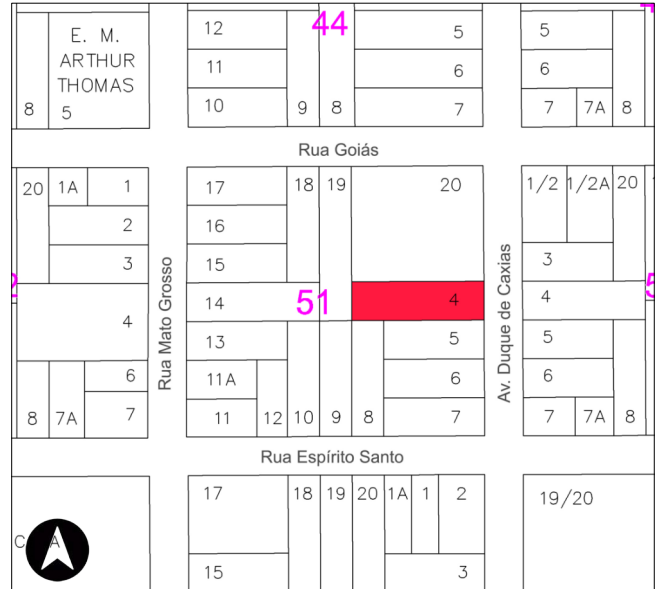 44
E. M.
ARTHUR
THOMAS
8 5
12
11
10 9 8
5
6
7
5
6
7 7A 8
Rua Goiás
20 1A 1
2
3
4
6
8 7A 7
Rua Mato Grosso
17 18 19 20
16
15
14 51 4
13 5
11A 6
11 12 10 9 8 7
Av. Duque de Caxias
1/2 1/2A 20
3
4
5
6
7 7A 8
Rua Espírito Santo
17 18 19 20 1A 1 2
15 3
19/20